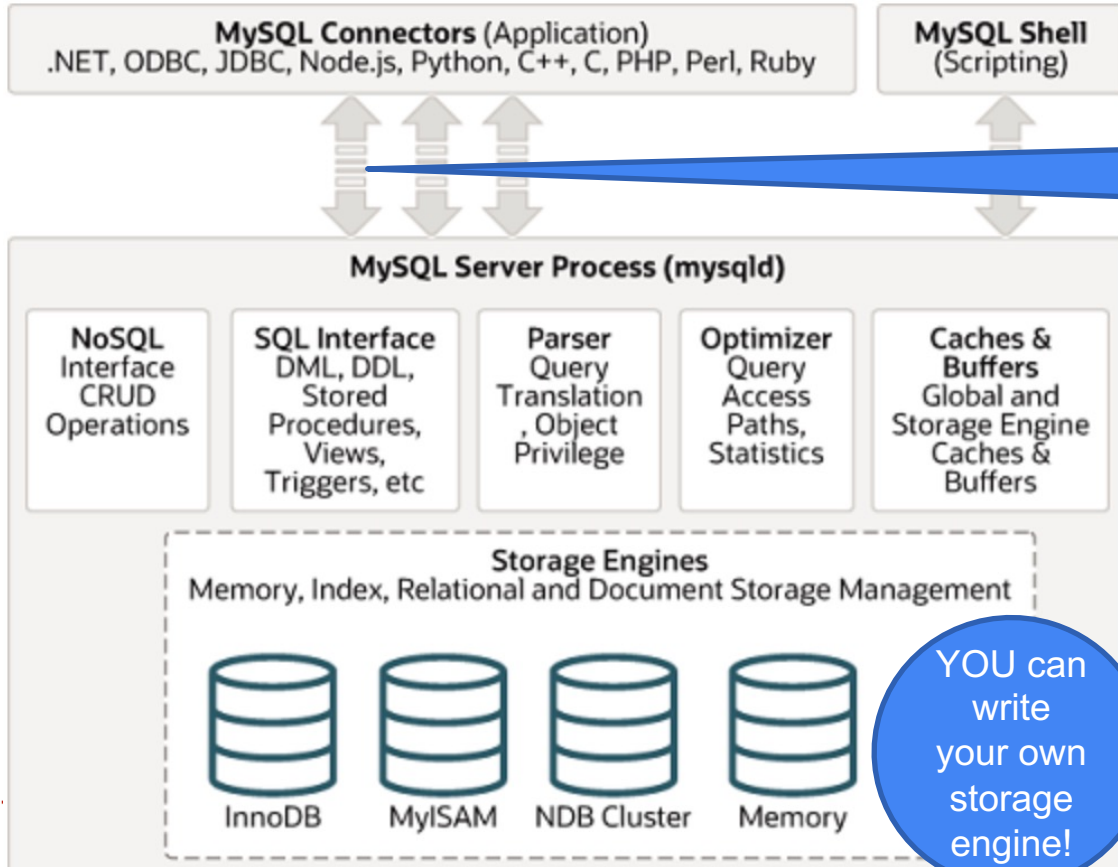 MySQL Connectors (Application)
.NET, ODBC, JDBC, Node.js, Python, C++, C, PHP, Perl, Ruby
MySQL Shell
(Scripting)
MySQL Server Process (mysqld)
NoSQL
Interface
CRUD
Operations
SQL Interface
DML, DDL,
Stored
Procedures,
Views,
Triggers, etc
Parser
Query
Translation
, Object
Privilege
Optimizer
Query
Access
Paths,
Statistics
Caches &
Buffers
Global and
Storage Engine
Caches &
Buffers
Storage Engines
Memory, Index, Relational and Document Storage Management
InnoDB
MyISAM
NDB Cluster
Memory
YOU can
write
your own
storage
engine!